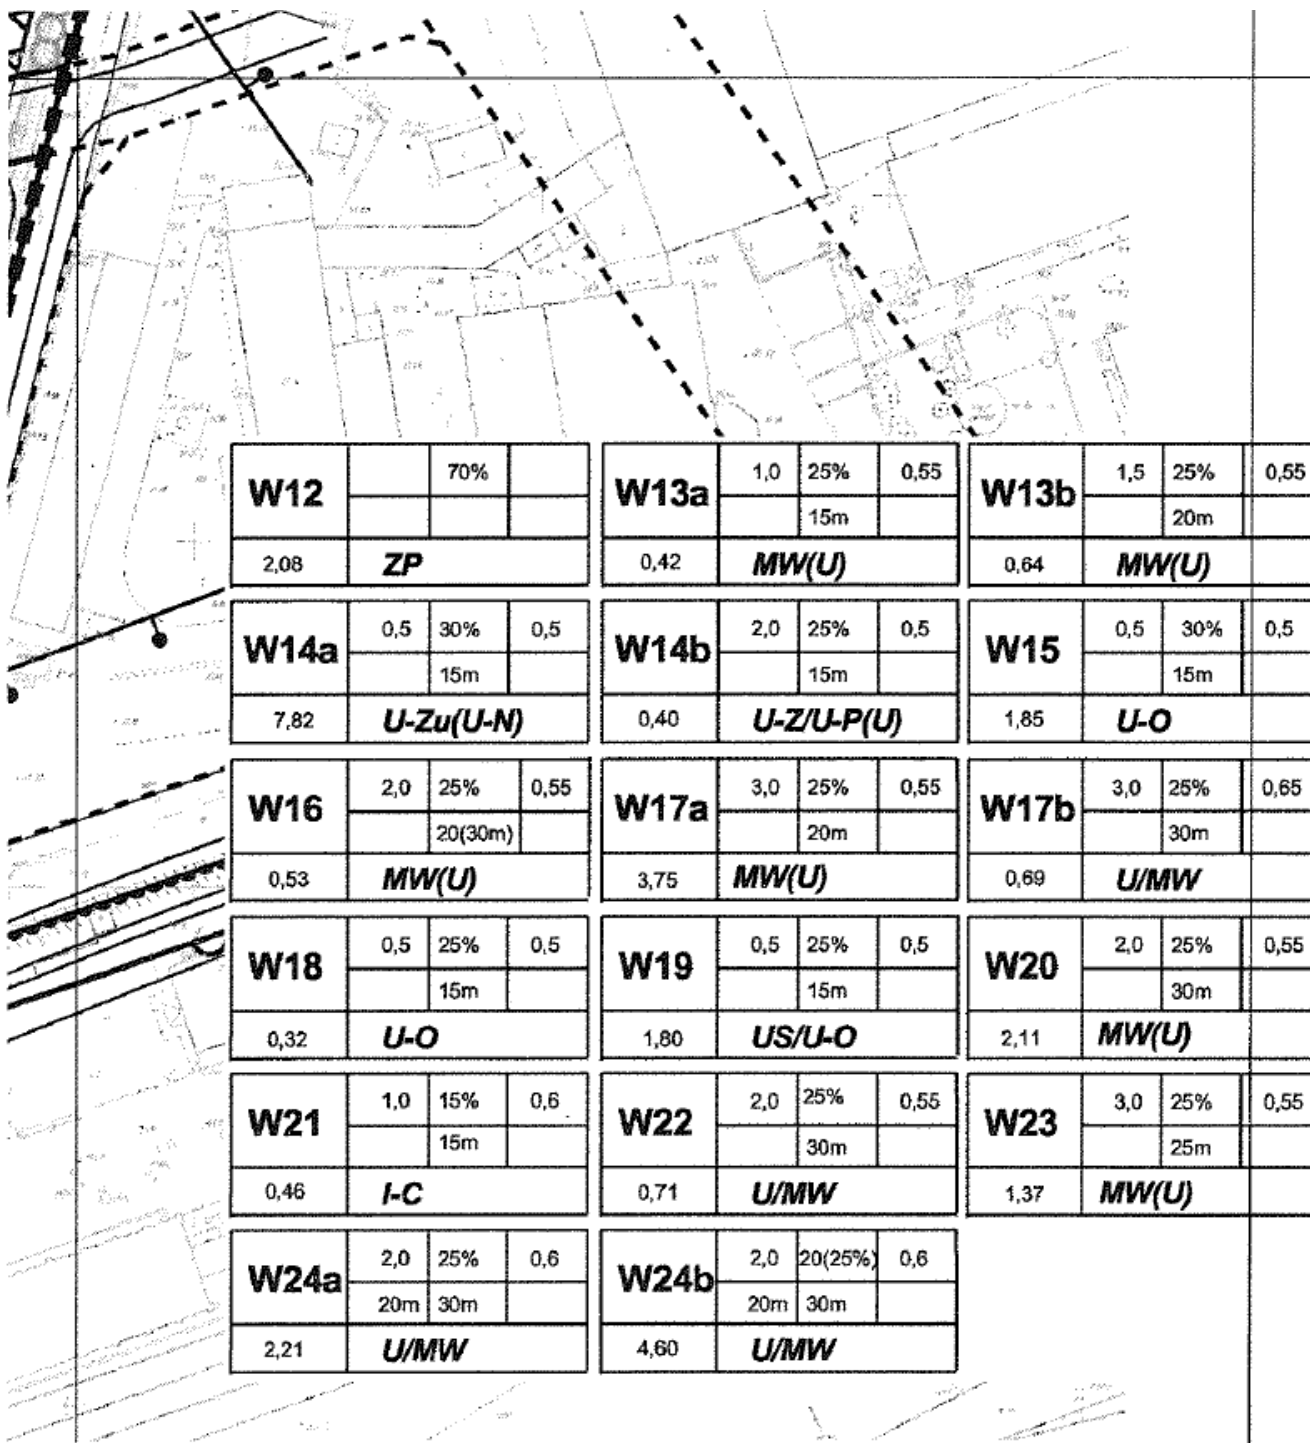 W12 70%
2,08 ZP
W13a 1,0 25% 0,55
15m
0,42 MW(U)
W13b 1,5 25% 0,55
20m
0,64 MW(U)
W14a 0,5 30% 0,5
15m
7,82 U-Zu(U-N)
W14b 2,0 25% 0,5
15m
0,40 U-Z/U-P(U)
W15 0,5 30% 0,5
15m
1,85 U-O
W16 2,0 25% 0,55
20(30m)
0,53 MW(U)
W17a 3,0 25% 0,55
20m
3,75 MW(U)
W17b 3,0 25% 0,65
30m
0,69 U/MW
W18 0,5 25% 0,5
15m
0,32 U-O
W19 0,5 25% 0,5
15m
1,80 US/U-O
W20 2,0 25% 0,55
30m
2,11 MW(U)
W21 1,0 15% 0,6
15m
0,46 I-C
W22 2,0 25% 0,55
30m
0,71 U/MW
W23 3,0 25% 0,55
25m
1,37 MW(U)
W24a 2,0 25% 0,6
20m 30m
2,21 U/MW
W24b 2,0 20(25%) 0,6
20m 30m
4,60 U/MW